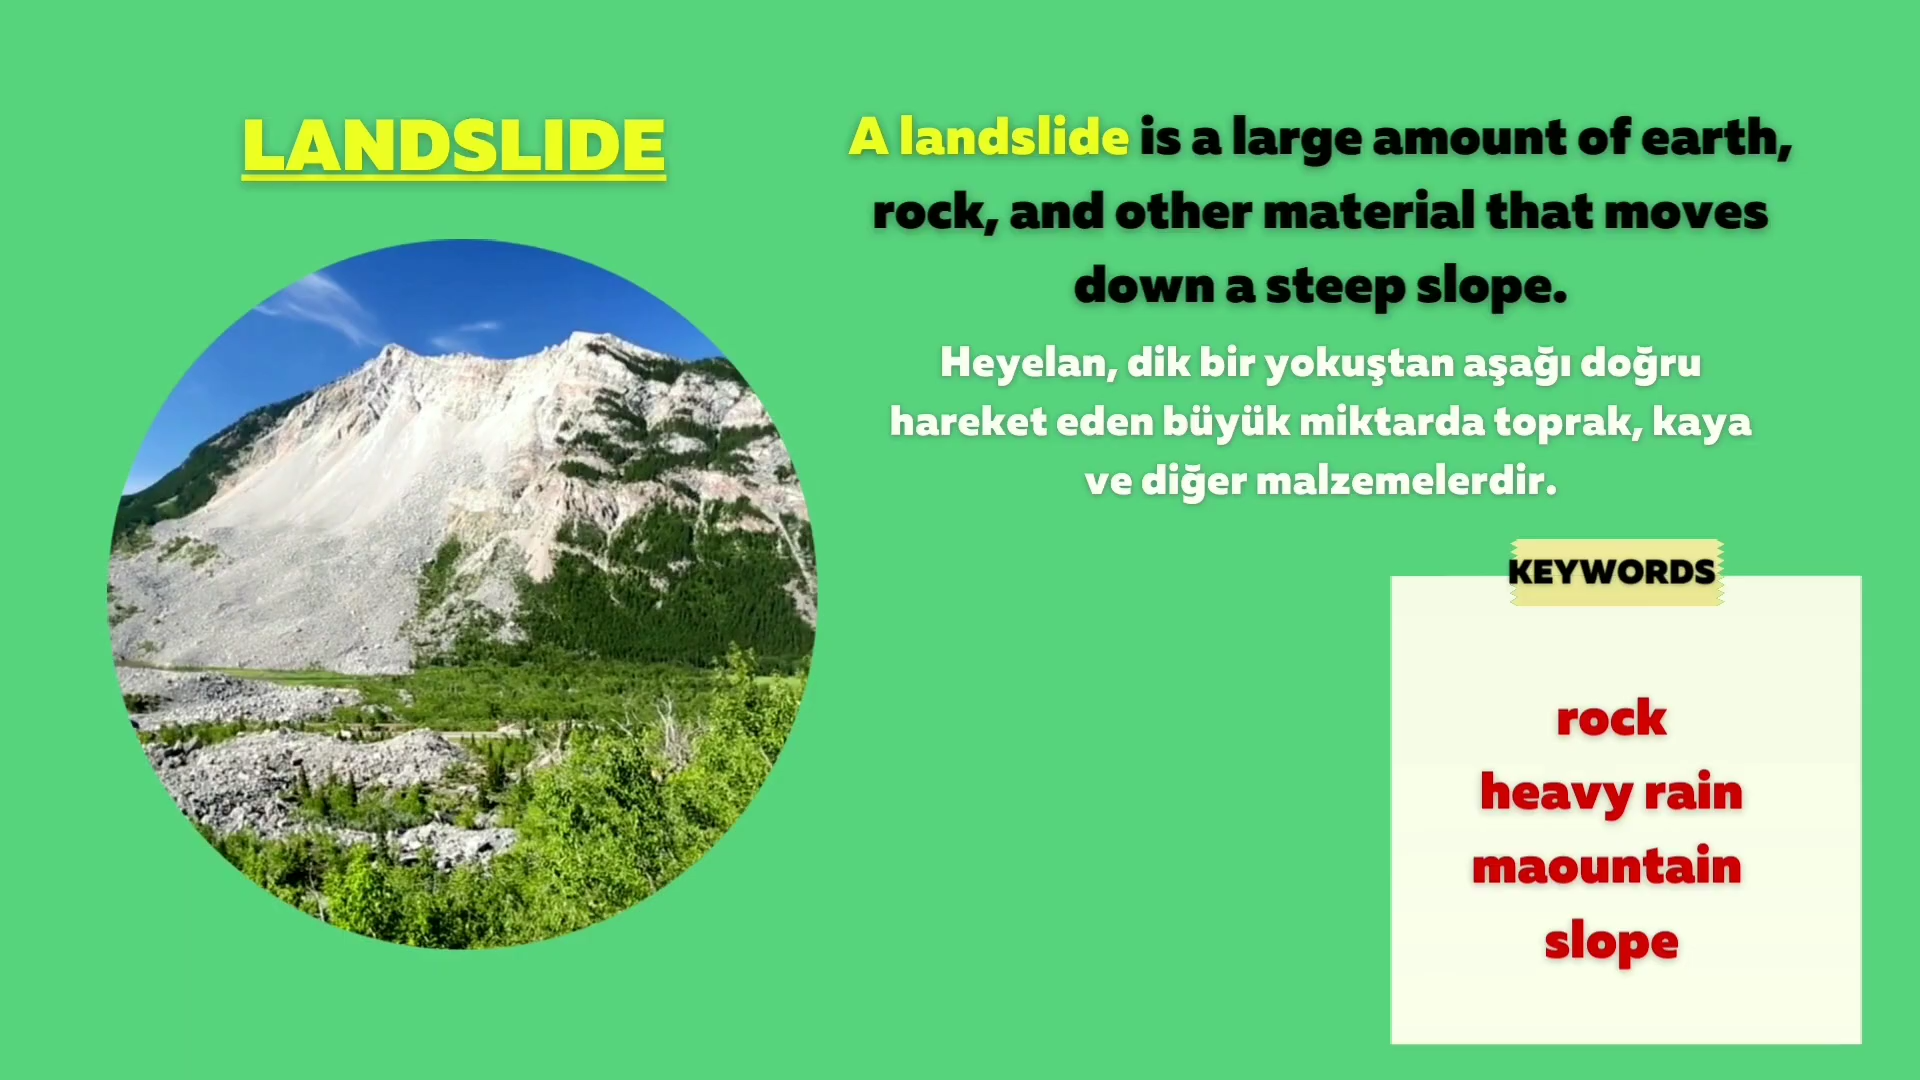 LANDSLIDE
A landslide is a large amount of earth,
rock, and other material that moves
down a steep slope.
Heyelan, dik bir yokuştan aşağı doğru
hareket eden büyük miktarda toprak, kaya
ve diğer malzemelerdir.
KEYWORDS
rock
heavy rain
maountain
slope